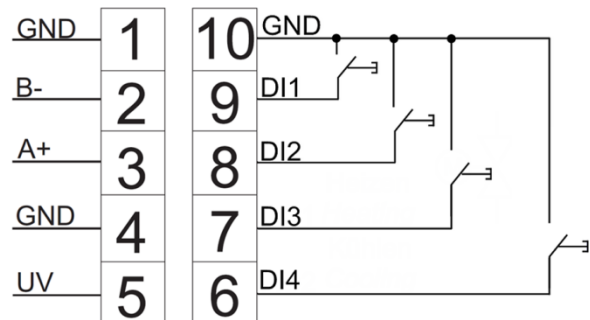 GND 1 10 GND
B- 2 9 DI1
A+ 3 8 DI2
GND 4 7 DI3
UV 5 6 DI4